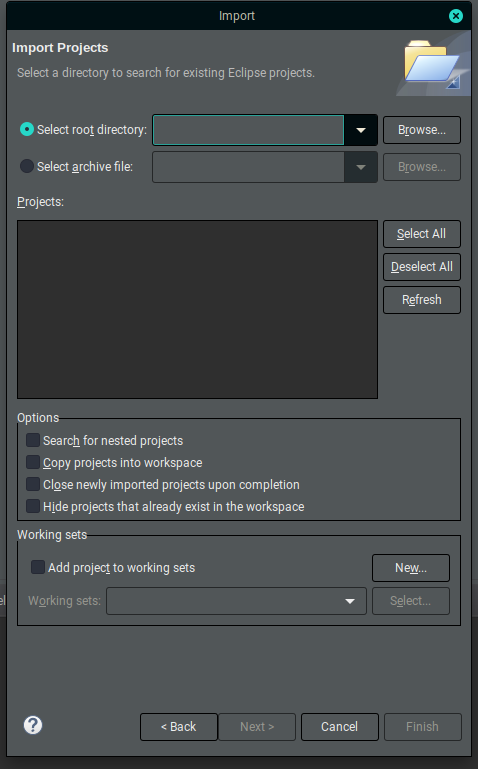 Import
Import Projects
Select a directory to search for existing Eclipse projects.
Select root directory:
Browse...
Select archive file:
Browse...
Projects:
Select All
Deselect All
Refresh
Options
Search for nested projects
Copy projects into workspace
Close newly imported projects upon completion
Hide projects that already exist in the workspace
Working sets
Add project to working sets
New...
Working sets:
Select...
?
< Back
Next >
Cancel
Finish